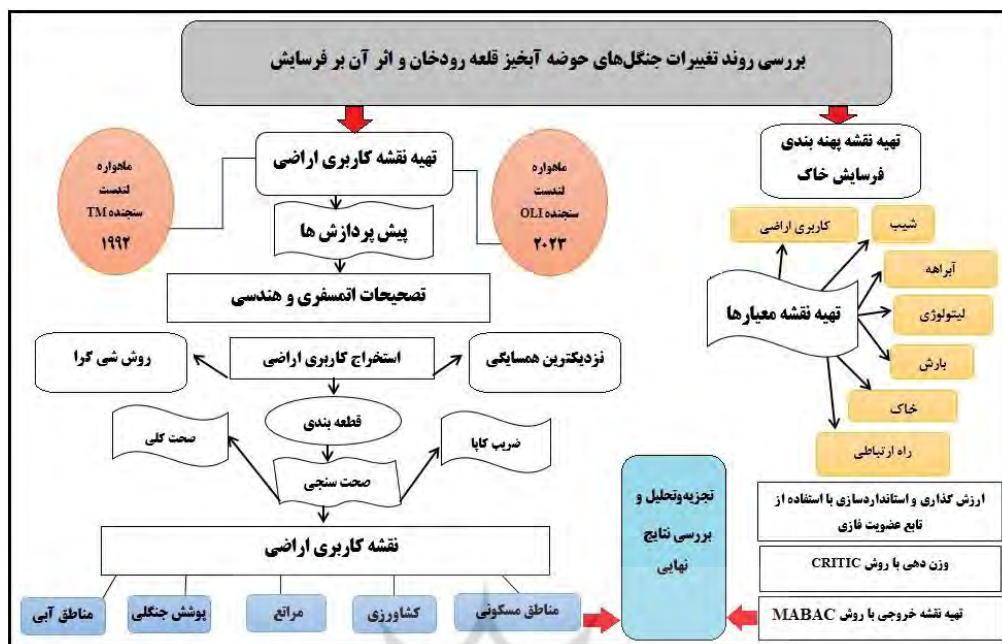 بررسی روند تغییرات جنگل‌های حوضه آبخیز قلعه رودخان و اثر آن بر فرسایش
تهیه نقشه پهنه بندی
فرسایش خاک
تهیه نقشه کاربری اراضی
ماهواره
لندست
سنجنده OLI
۲۰۲۳
ماهواره
لندست
سنجنده TM
۱۹۹۲
پیش پردازش ها
تصحیحات اتمسفری و هندسی
استخراج کاربری اراضی
نزدیکترین همسایگی
روش شی گرا
قطعه بندی
ضریب کاپا
صحت کلی
صحت سنجی
نقشه کاربری اراضی
مناطق مسکونی
کشاورزی
مراتع
پوشش جنگلی
مناطق آبی
شیب
کاربری اراضی
آبراهه
تهیه نقشه معیارها
لیتولوژی
بارش
خاک
راه ارتباطی
ارزش گذاری و استانداردسازی با استفاده از
تابع عضویت فازی
وزن دهی با روش CRITIC
تهیه نقشه خروجی با روش MABAC
تجزیه‌وتحلیل و
بررسی نتایج
نهایی